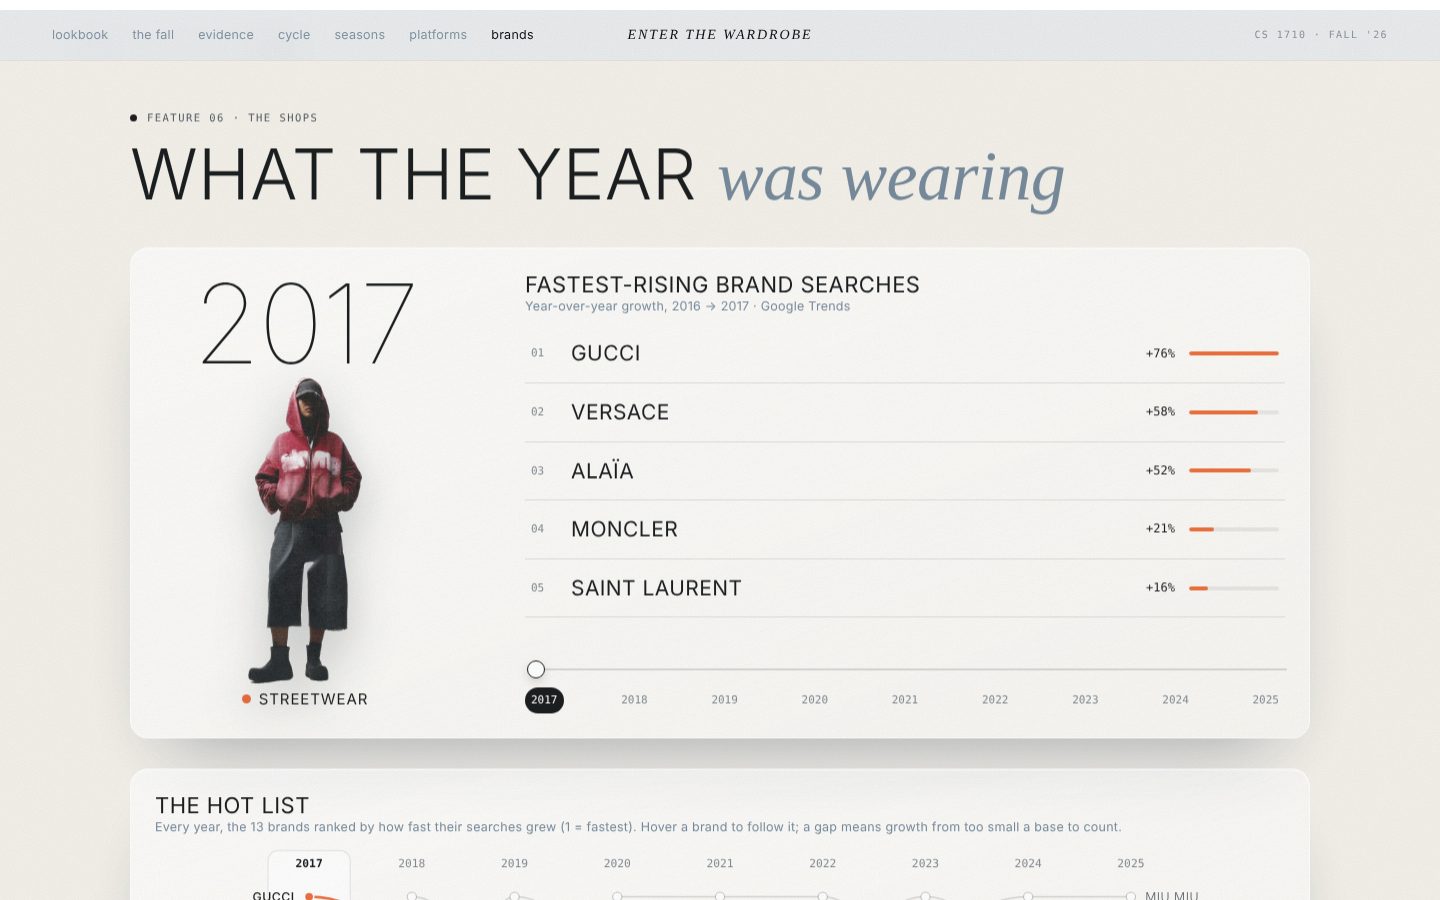 lookbook the fall evidence cycle seasons platforms brands ENTER THE WARDROBE CS 1710 · FALL '26
FEATURE 06 · THE SHOPS
WHAT THE YEAR was wearing
2017
FASTEST-RISING BRAND SEARCHES
Year-over-year growth, 2016 → 2017 · Google Trends
01 GUCCI +76%
02 VERSACE +58%
03 ALAÏA +52%
04 MONCLER +21%
05 SAINT LAURENT +16%
STREETWEAR
2017 2018 2019 2020 2021 2022 2023 2024 2025
THE HOT LIST
Every year, the 13 brands ranked by how fast their searches grew (1 = fastest). Hover a brand to follow it; a gap means growth from too small a base to count.
2017 2018 2019 2020 2021 2022 2023 2024 2025
GUCCI MIU MIU